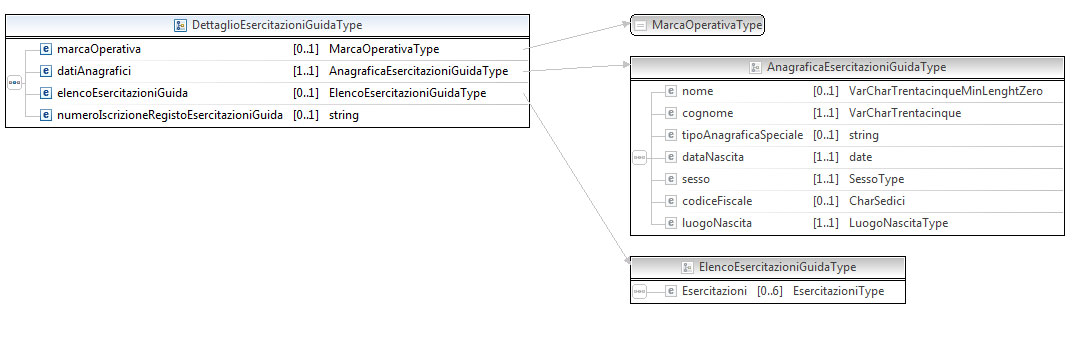 DettaglioEsercitazioniGuidaType
marcaOperativa [0..1] MarcaOperativaType
datiAnagrafici [1..1] AnagraficaEsercitazioniGuidaType
elencoEsercitazioniGuida [0..1] ElencoEsercitazioniGuidaType
numeroIscrizioneRegistoEsercitazioniGuida [0..1] string
MarcaOperativaType
AnagraficaEsercitazioniGuidaType
nome [0..1] VarCharTrentacinqueMinLenghtZero
cognome [1..1] VarCharTrentacinque
tipoAnagraficaSpeciale [0..1] string
dataNascita [1..1] date
sesso [1..1] SessoType
codiceFiscale [0..1] CharSedici
luogoNascita [1..1] LuogoNascitaType
ElencoEsercitazioniGuidaType
Esercitazioni [0..6] EsercitazioniType